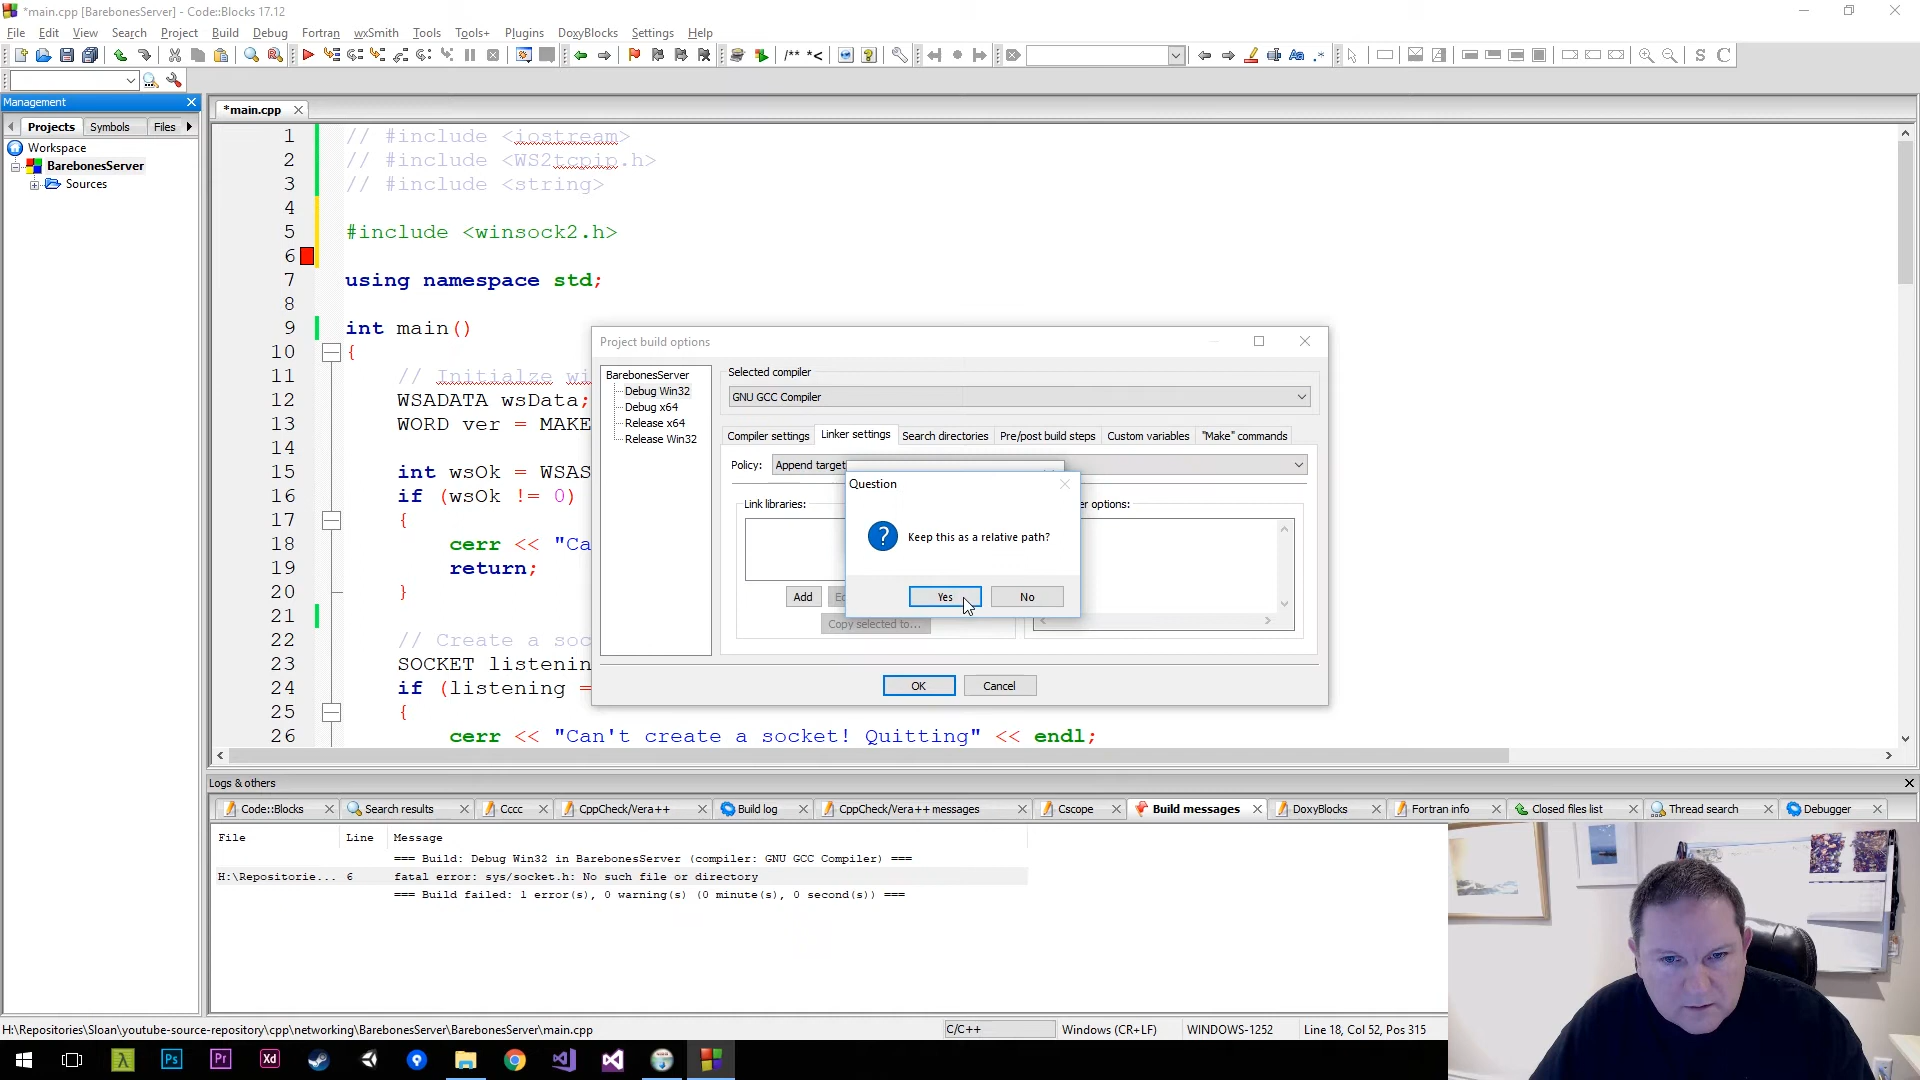 *main.cpp [BarebonesServer] - Code::Blocks 17.12
File Edit View Search Project Build Debug Fortran wxSmith Tools Tools+ Plugins DoxyBlocks Settings Help
/** *<
S C
Management
*main.cpp
Projects Symbols Files
Workspace
BarebonesServer
Sources
1 // #include <iostream>
2 // #include <WS2tcpip.h>
3 // #include <string>
4
5 #include <winsock2.h>
6
7 using namespace std;
8
9 int main()
10 {
11 // Initialze wi
12 WSADATA wsData;
13 WORD ver = MAKE
14
15 int wsOk = WSAS
16 if (wsOk != 0)
17 {
18 cerr << "Ca
19 return;
20 }
21
22 // Create a soc
23 SOCKET listenin
24 if (listening =
25 {
26 cerr << "Can't create a socket! Quitting" << endl;
Project build options
BarebonesServer
Debug Win32
Debug x64
Release x64
Release Win32
Selected compiler
GNU GCC Compiler
Compiler settings Linker settings Search directories Pre/post build steps Custom variables "Make" commands
Policy: Append target
Link libraries:
er options:
Add
Copy selected to...
OK Cancel
Question
Keep this as a relative path?
Yes No
Logs & others
Code::Blocks Search results Cccc CppCheck/Vera++ Build log CppCheck/Vera++ messages Cscope Build messages DoxyBlocks Fortran info Closed files list Thread search Debugger
File Line Message
=== Build: Debug Win32 in BarebonesServer (compiler: GNU GCC Compiler) ===
H:\Repositorie... 6 fatal error: sys/socket.h: No such file or directory
=== Build failed: 1 error(s), 0 warning(s) (0 minute(s), 0 second(s)) ===
H:\Repositories\Sloan\youtube-source-repository\cpp\networking\BarebonesServer\BarebonesServer\main.cpp C/C++ Windows (CR+LF) WINDOWS-1252 Line 18, Col 52, Pos 315
Ps Pr Xd